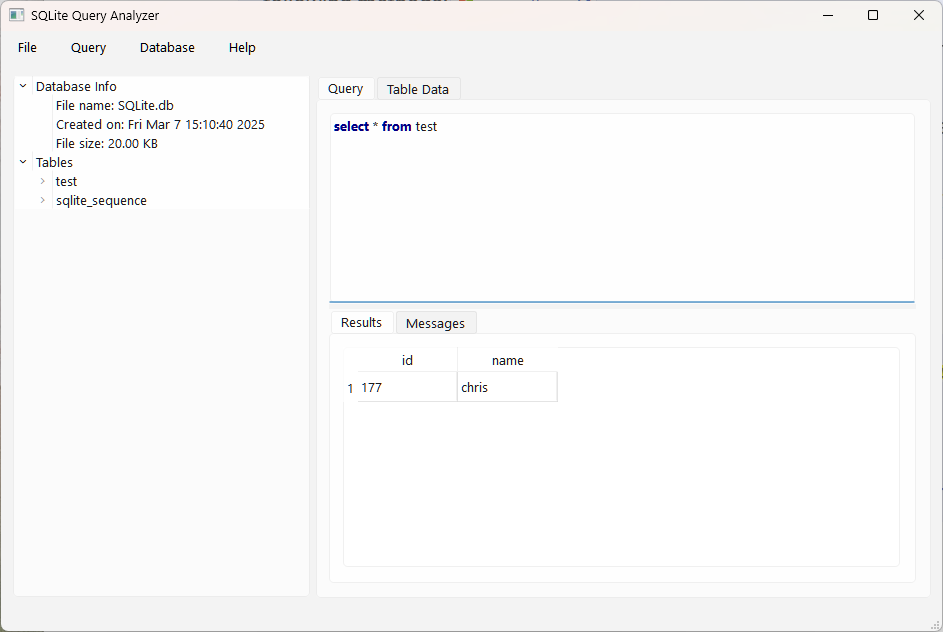 SQLite Query Analyzer
File Query Database Help
Database Info
File name: SQLite.db
Created on: Fri Mar 7 15:10:40 2025
File size: 20.00 KB
Tables
test
sqlite_sequence
Query Table Data
select * from test
Results Messages
id name
1 177 chris